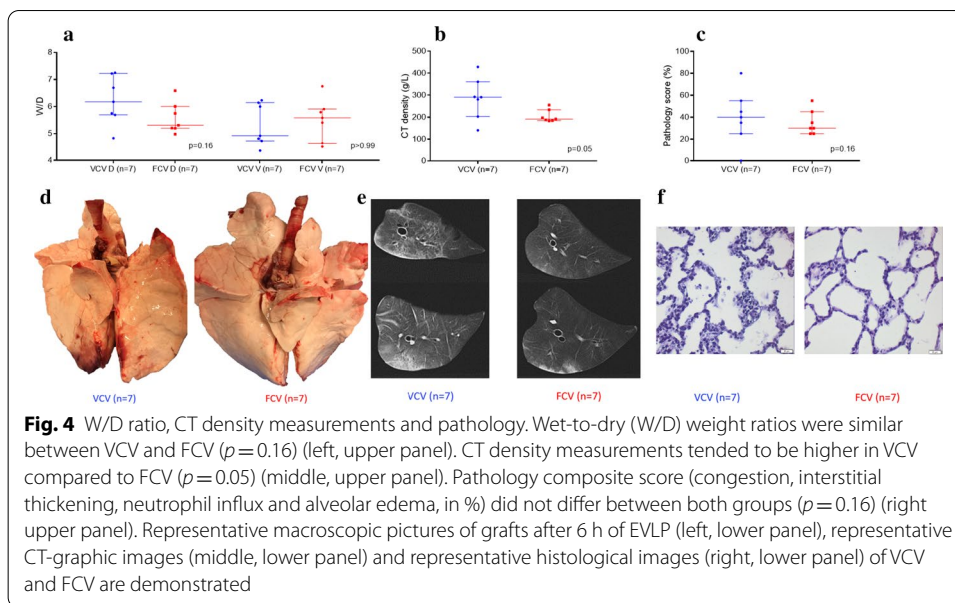 a b c
8
7
6
5
4
W/D
VCV D (n=7) FCV D (n=7) VCV V (n=7) FCV V (n=7)
p=0.16
p>0.99
500
400
300
200
100
0
CT density (g/L)
VCV (n=7) FCV (n=7)
p=0.05
100
80
60
40
20
0
Pathology score (%)
VCV (n=7) FCV (n=7)
p=0.16
d e f
VCV (n=7) FCV (n=7) VCV (n=7) FCV (n=7) VCV (n=7) FCV (n=7)
Fig. 4 W/D ratio, CT density measurements and pathology. Wet-to-dry (W/D) weight ratios were similar
between VCV and FCV (p = 0.16) (left, upper panel). CT density measurements tended to be higher in VCV
compared to FCV (p = 0.05) (middle, upper panel). Pathology composite score (congestion, interstitial
thickening, neutrophil influx and alveolar edema, in %) did not differ between both groups (p = 0.16) (right
upper panel). Representative macroscopic pictures of grafts after 6 h of EVLP (left, lower panel), representative
CT-graphic images (middle, lower panel) and representative histological images (right, lower panel) of VCV
and FCV are demonstrated